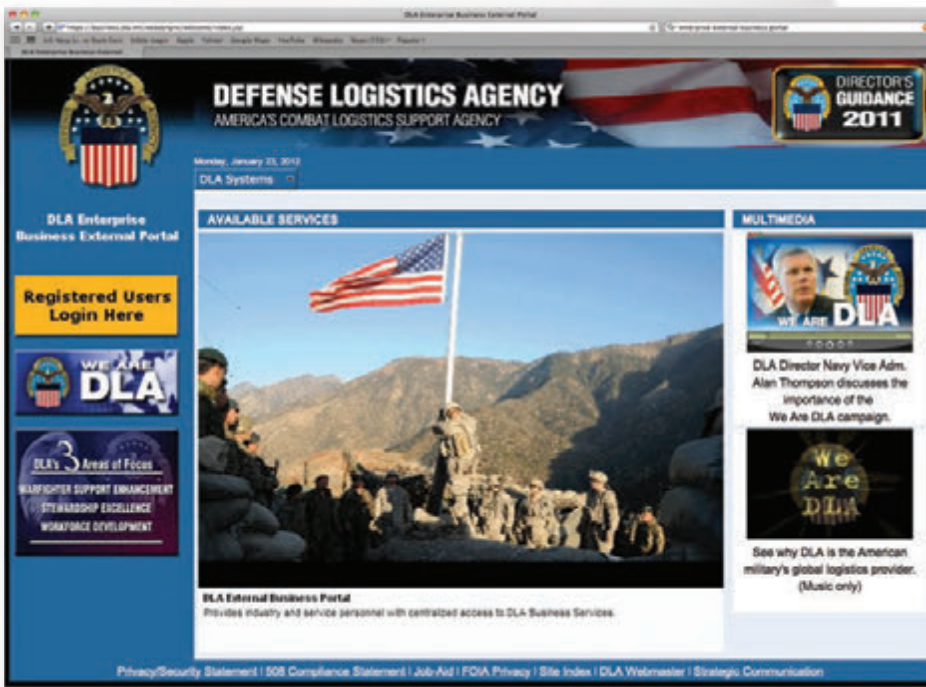 DLA Enterprise Business External Portal
DLA Enterprise Business External
DEFENSE LOGISTICS AGENCY
AMERICA'S COMBAT LOGISTICS SUPPORT AGENCY
DIRECTOR'S
GUIDANCE
2011
Monday, January 23, 2012
DLA Systems
DLA Enterprise
Business External Portal
Registered Users
Login Here
WE ARE
DLA
DLA's 3 Areas of Focus
WARFIGHTER SUPPORT ENHANCEMENT
STEWARDSHIP EXCELLENCE
WORKFORCE DEVELOPMENT
AVAILABLE SERVICES
DLA External Business Portal
Provides industry and service personnel with centralized access to DLA Business Services.
MULTIMEDIA
WE ARE DLA
DLA Director Navy Vice Adm.
Alan Thompson discusses the
importance of the
We Are DLA campaign.
We
Are
DLA
See why DLA is the American
military's global logistics provider.
(Music only)
Privacy/Security Statement | 508 Compliance Statement | Job-Aid | FOIA Privacy | Site Index | DLA Webmaster | Strategic Communication